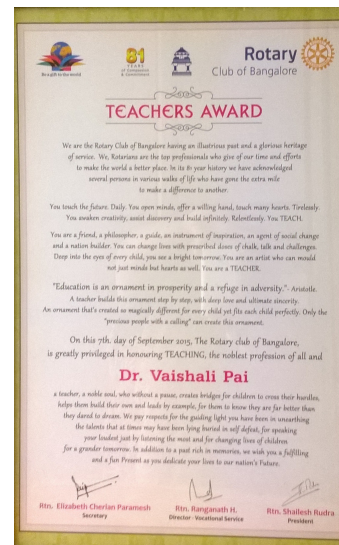 Be a gift to the world
81
YEARS
of Compassion
& Commitment
Rotary
Club of Bangalore
TEACHERS AWARD
We are the Rotary Club of Bangalore having an illustrious past and a glorious heritage
of service. We, Rotarians are the top professionals who give of our time and efforts
to make the world a better place. In its 81 year history we have acknowledged
several persons in various walks of life who have gone the extra mile
to make a difference to another.
You touch the future. Daily. You open minds, offer a willing hand, touch many hearts. Tirelessly.
You awaken creativity, assist discovery and build infinitely. Relentlessly. You TEACH.
You are a friend, a philosopher, a guide, an instrument of inspiration, an agent of social change
and a nation builder. You can change lives with prescribed doses of chalk, talk and challenges.
Deep into the eyes of every child, you see a bright tomorrow. You are an artist who can mould
not just minds but hearts as well. You are a TEACHER.
"Education is an ornament in prosperity and a refuge in adversity."- Aristotle.
A teacher builds this ornament step by step, with deep love and ultimate sincerity.
An ornament that's created so magically different for every child yet fits each child perfectly. Only the
"precious people with a calling" can create this ornament.
On this 7th. day of September 2015, The Rotary club of Bangalore,
is greatly privileged in honouring TEACHING, the noblest profession of all and
Dr. Vaishali Pai
a teacher, a noble soul, who without a pause, creates bridges for children to cross their hurdles,
helps them build their own and leads by example, for them to know they are far better than
they dared to dream. We pay respects for the guiding light you have been in unearthing
the talents that at times may have been lying buried in self defeat, for speaking
your loudest just by listening the most and for changing lives of children
for a grander tomorrow. In addition to a past rich in memories, we wish you a fulfilling
and a fun Present as you dedicate your lives to our nation's Future.
Rtn. Elizabeth Cherian Paramesh
Secretary
Rtn. Ranganath H.
Director - Vocational Service
Rtn. Shailesh Rudra
President